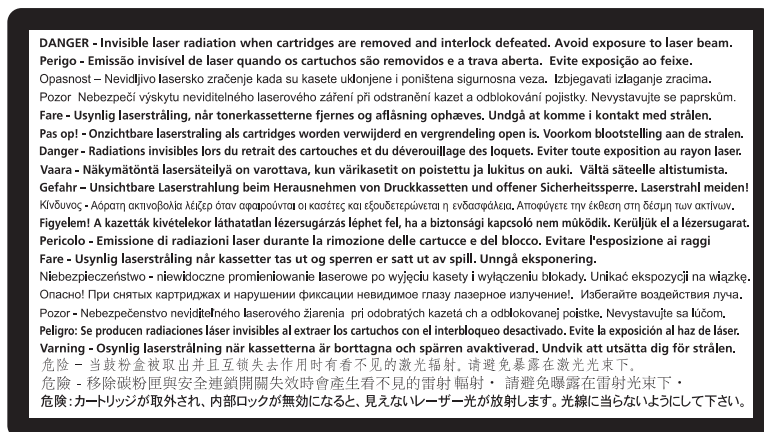 DANGER - Invisible laser radiation when cartridges are removed and interlock defeated. Avoid exposure to laser beam.
Perigo - Emissão invisível de laser quando os cartuchos são removidos e a trava aberta. Evite exposição ao feixe.
Opasnost – Nevidljivo lasersko zračenje kada su kasete uklonjene i poništena sigurnosna veza. Izbjegavati izlaganje zracima.
Pozor Nebezpečí výskytu neviditelného laserového záření při odstranění kazet a odblokování pojistky. Nevystavujte se paprskům.
Fare - Usynlig laserstråling, når tonerkassetterne fjernes og aflåsning ophæves. Undgå at komme i kontakt med strålen.
Pas op! - Onzichtbare laserstraling als cartridges worden verwijderd en vergrendeling open is. Voorkom blootstelling aan de stralen.
Danger - Radiations invisibles lors du retrait des cartouches et du déverouillage des loquets. Eviter toute exposition au rayon laser.
Vaara - Näkymätöntä lasersäteilyä on varottava, kun värikasetit on poistettu ja lukitus on auki. Vältä säteelle altistumista.
Gefahr – Unsichtbare Laserstrahlung beim Herausnehmen von Druckkassetten und offener Sicherheitssperre. Laserstrahl meiden!
Κίνδυνος - Αόρατη ακτινοβολία λέιζερ όταν αφαιρούνται οι κασέτες και εξουδετερώνεται η ενδασφάλεια. Αποφύγετε την έκθεση στη δέσμη των ακτίνων.
Figyelem! A kazetták kivételekor láthatatlan lézersugárzás léphet fel, ha a biztonsági kapcsoló nem mûködik. Kerüljük el a lézersugarat.
Pericolo - Emissione di radiazioni laser durante la rimozione delle cartucce e del blocco. Evitare l'esposizione ai raggi
Fare - Usynlig laserstråling når kassetter tas ut og sperren er satt ut av spill. Unngå eksponering.
Niebezpieczeństwo - niewidoczne promieniowanie laserowe po wyjęciu kasety i wyłączeniu blokady. Unikać ekspozycji na wiązkę.
Опасно! При снятых картриджах и нарушении фиксации невидимое глазу лазерное излучение!. Избегайте воздействия луча.
Pozor - Nebezpečenstvo neviditeľného laserového žiarenia pri odobratých kazetá ch a odblokovanej poistke. Nevystavujte sa lúčom.
Peligro: Se producen radiaciones láser invisibles al extraer los cartuchos con el interbloqueo desactivado. Evite la exposición al haz de láser.
Varning - Osynlig laserstrålning när kassetterna är borttagna och spärren avaktiverad. Undvik att utsätta dig för strålen.
危险 - 当鼓粉盒被取出并且互锁失去作用时有看不见的激光辐射。请避免暴露在激光光束下。
危險 - 移除碳粉匣與安全連鎖開關失效時會產生看不見的雷射 輻射・ 請避免曝露在雷射光束下・
危険:カートリッジが取外され、内部ロックが無効になると、見えないレーザー光が放射します。光線に当らないようにして下さい。